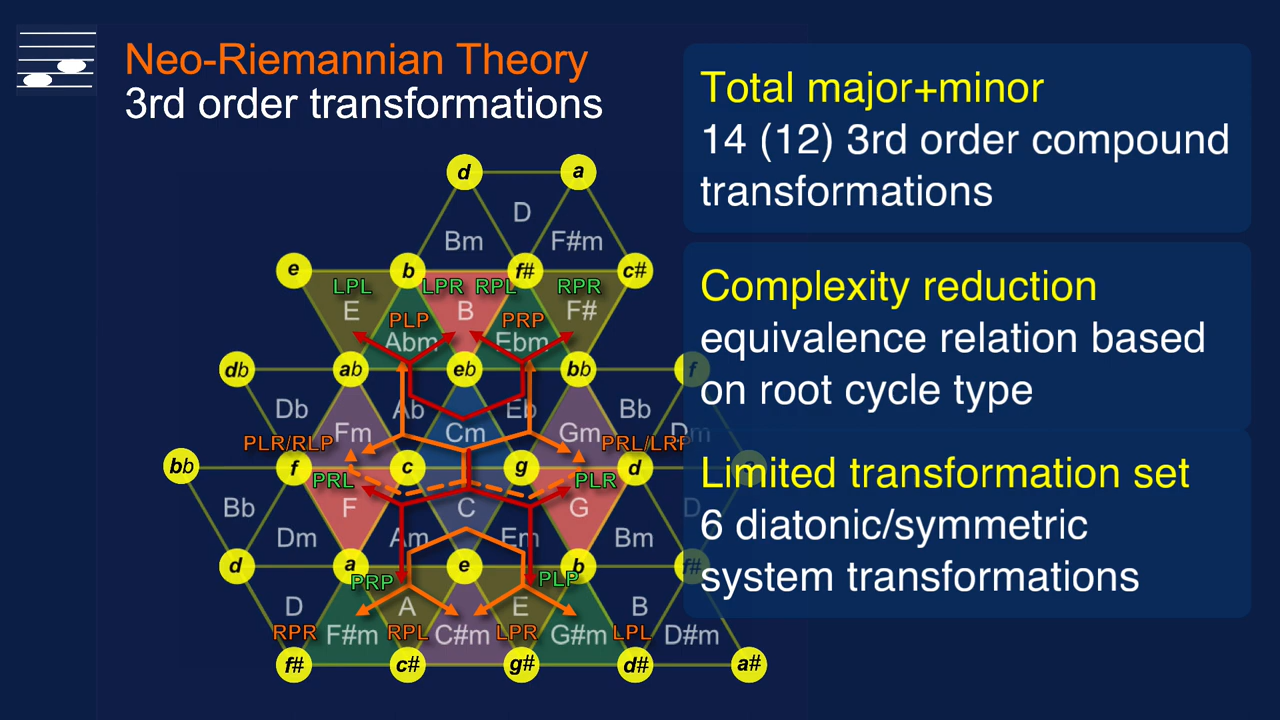 Neo-Riemannian Theory
3rd order transformations
Total major+minor
14 (12) 3rd order compound
transformations
Complexity reduction
equivalence relation based
on root cycle type
Limited transformation set
6 diatonic/symmetric
system transformations
d a
D
Bm F#m
e b f# c#
LPL LPR RPL RPR
E B F#
PLP PRP
Abm Ebm
db ab eb bb f
Db Ab Eb Bb
Fm Cm Gm Dm
PLR/RLP PRL/LRP
bb f c g d
PRL PLR
Bb F C G D
Dm Am Em Bm
d a e b f#
PRP PLP
D A E B
RPR F#m RPL C#m LPR G#m LPL D#m
f# c# g# d# a#